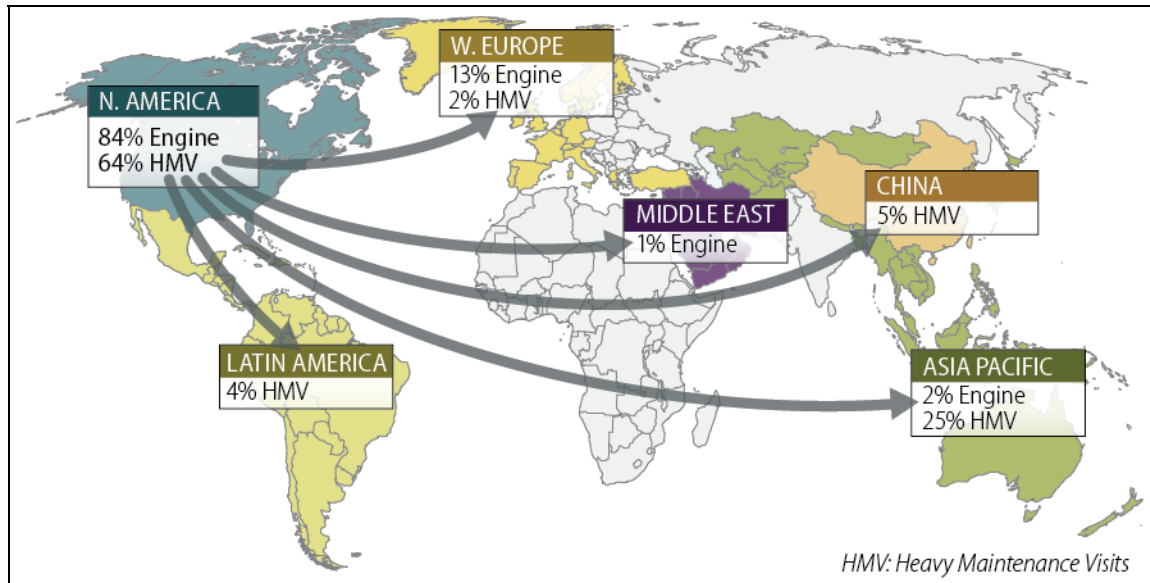 W. EUROPE
13% Engine
2% HMV
N. AMERICA
84% Engine
64% HMV
CHINA
5% HMV
MIDDLE EAST
1% Engine
LATIN AMERICA
4% HMV
ASIA PACIFIC
2% Engine
25% HMV
HMV: Heavy Maintenance Visits